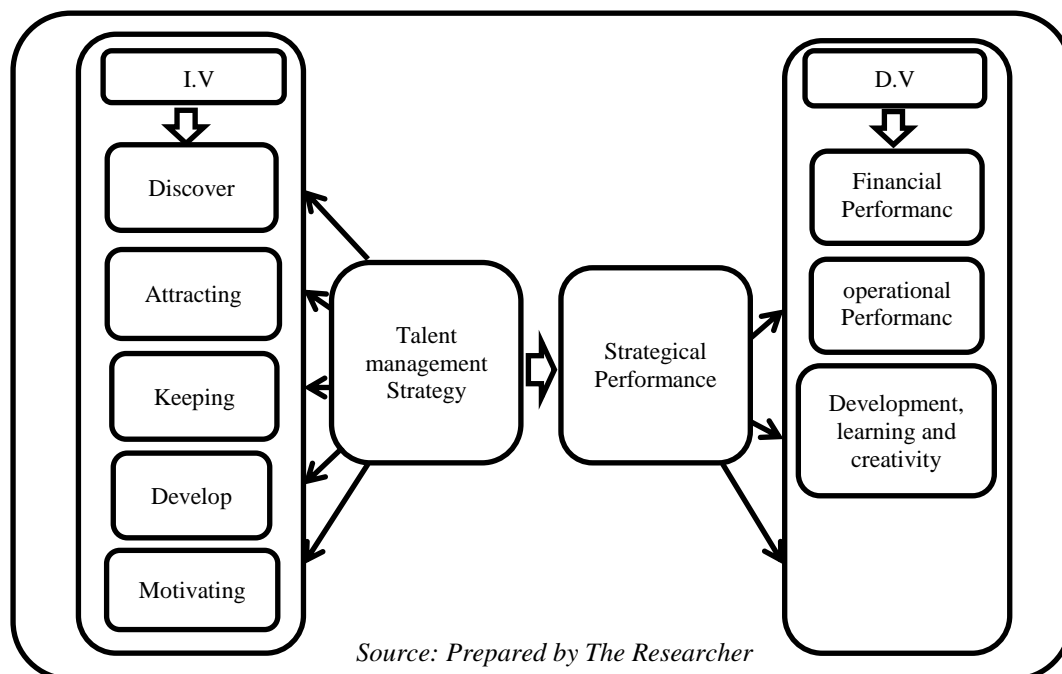 I.V
Discover
Attracting
Keeping
Develop
Motivating
Talent
management
Strategy
Strategical
Performance
D.V
Financial
Performanc
operational
Performanc
Development,
learning and
creativity
Source: Prepared by The Researcher